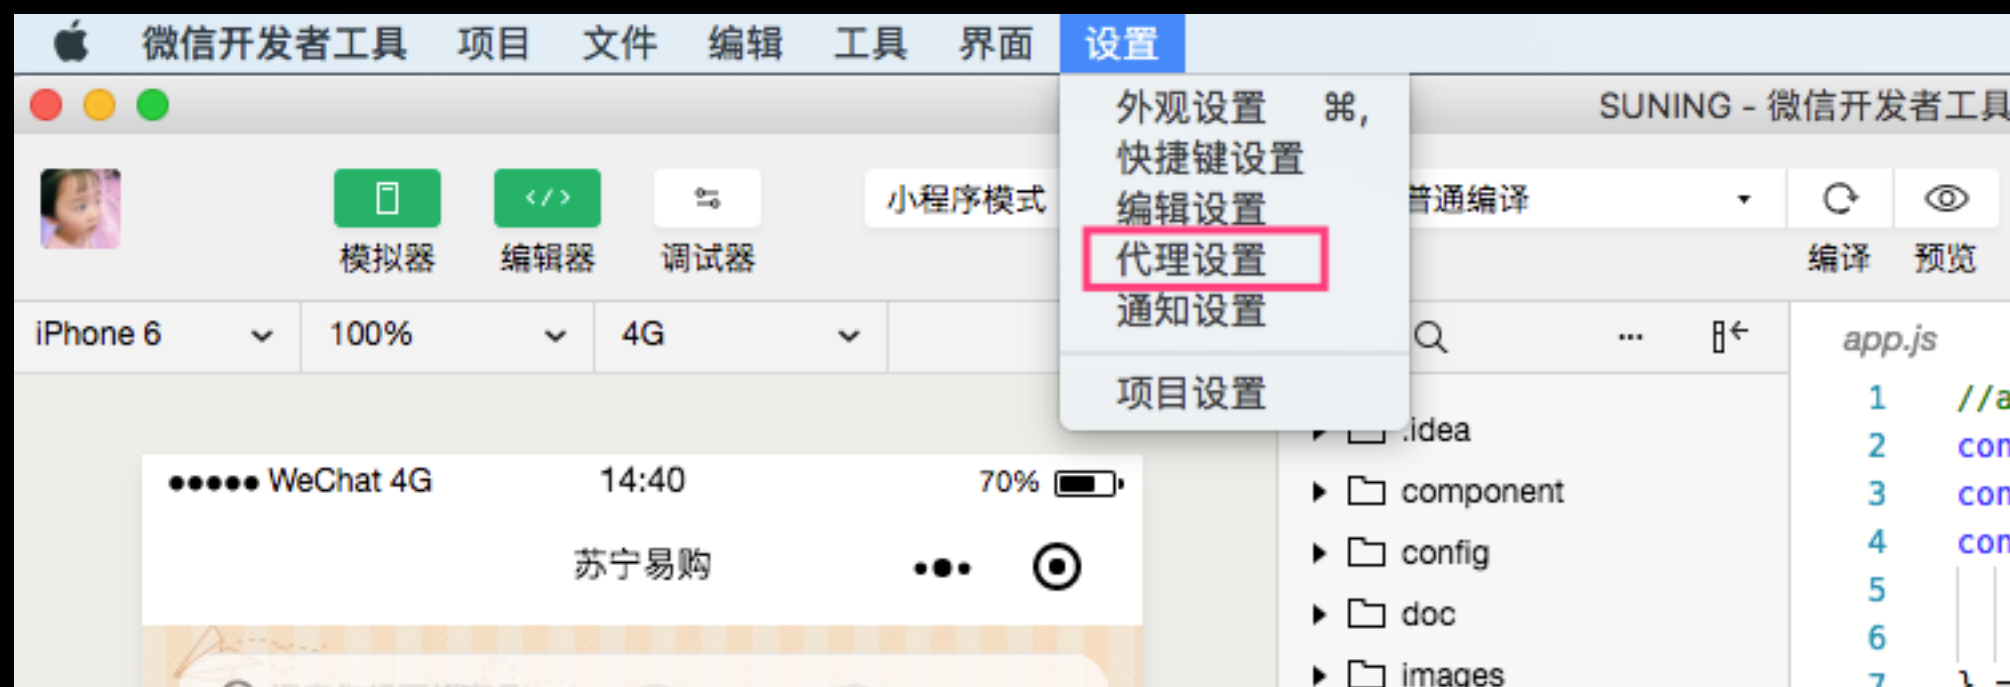 微信开发者工具 项目 文件 编辑 工具 界面 设置
SUNING - 微信开发者工具
外观设置 ⌘,
快捷键设置
编辑设置
代理设置
通知设置
项目设置
小程序模式
普通编译
模拟器 编辑器 调试器
编译 预览
iPhone 6 100% 4G
app.js
WeChat 4G 14:40 70%
苏宁易购
.idea
component
config
doc
images
1 //a
2 con
3 con
4 con
5
6
7 }